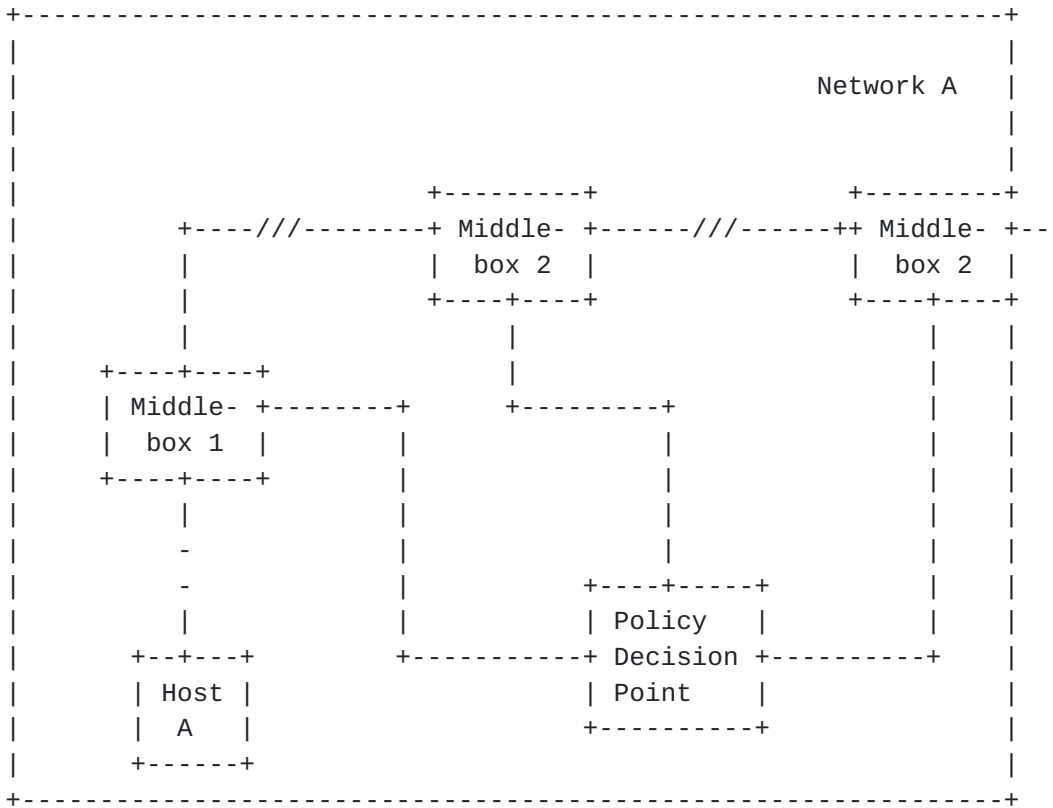 Network A
Middle-
box 2
Middle-
box 2
Middle-
box 1
Policy
Decision
Point
Host
A